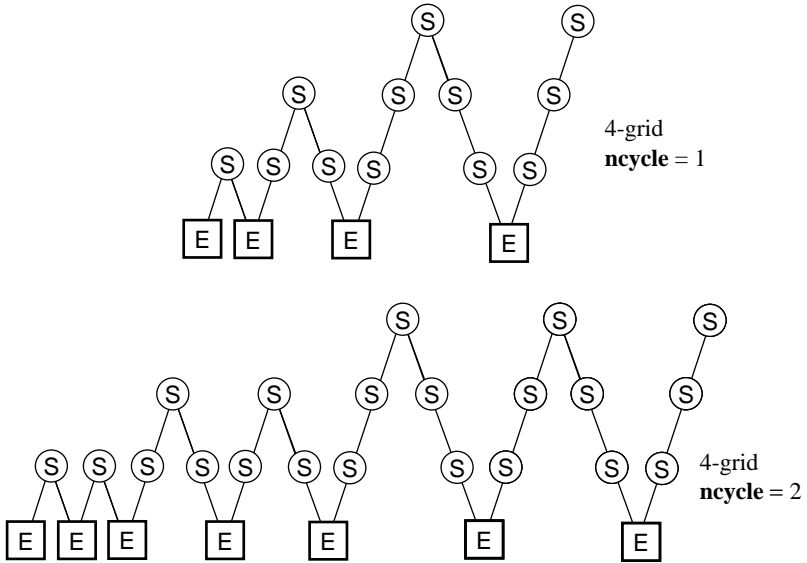 S S
S S S S
4-grid
ncycle = 1
S S S S S S
E E E E
S S S
S S S S S S S
S S S S S S S S S S S
4-grid
ncycle = 2
E E E E E E E